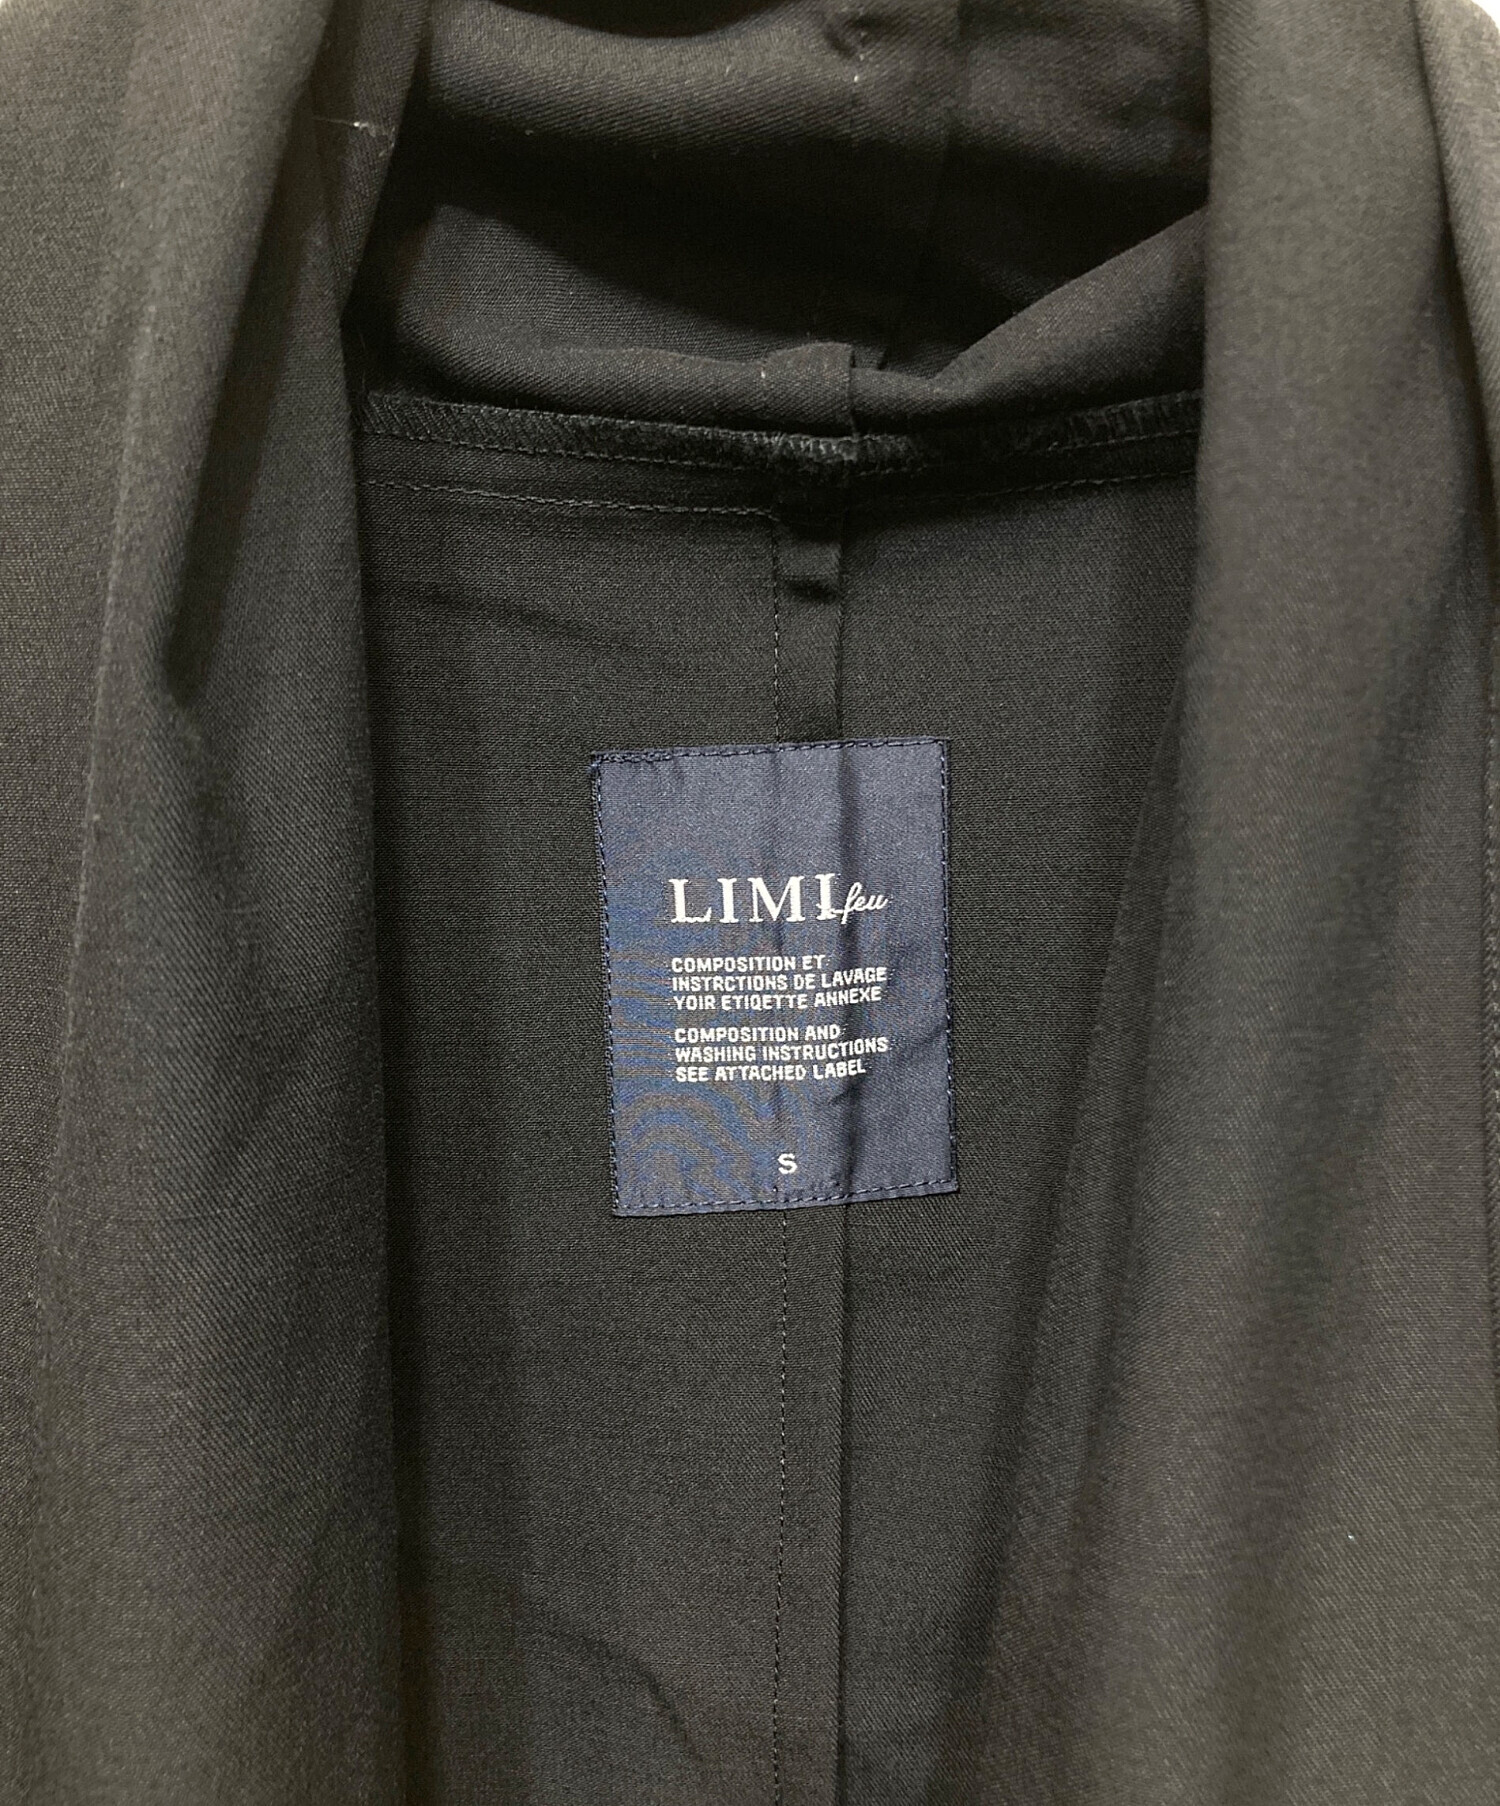 LIMI feu
COMPOSITION ET
INSTRCTIONS DE LAVAGE
YOIR ETIQETTE ANNEXE
COMPOSITION AND
WASHING INSTRUCTIONS
SEE ATTACHED LABEL
S